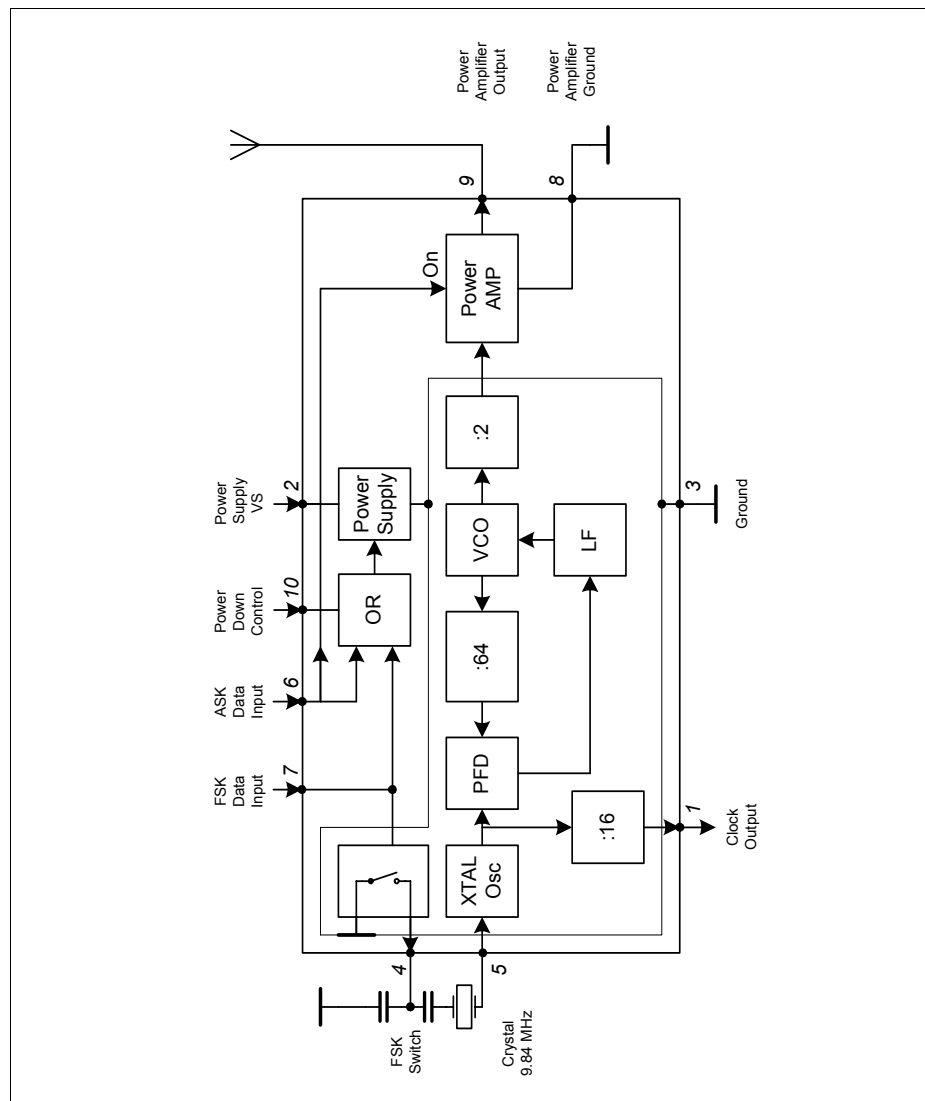 Power
Amplifier
Output
Power
Amplifier
Ground
9
8
On
Power
AMP
:2
Power
Supply
VS
2
Power
Supply
Power
Down
Control
10
OR
ASK
Data
Input
6
FSK
Data
Input
7
VCO
LF
:64
PFD
:16
XTAL
Osc
3
Ground
1
Clock
Output
4
5
FSK
Switch
Crystal
9.84 MHz